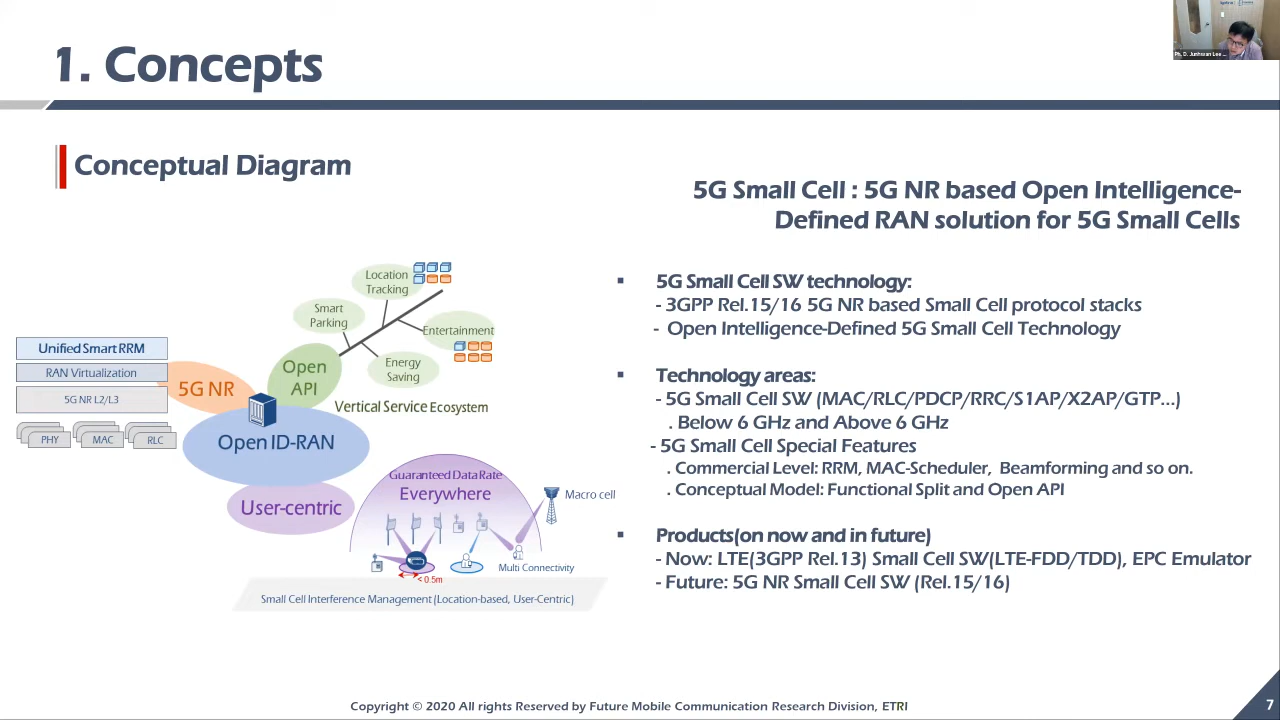 1. Concepts
Ph. D. Junhwan Lee ...
Conceptual Diagram
5G Small Cell : 5G NR based Open Intelligence-
Defined RAN solution for 5G Small Cells
Location
Tracking
Smart
Parking
Entertainment
Energy
Saving
Open
API
Vertical Service Ecosystem
Unified Smart RRM
RAN Virtualization
5G NR L2/L3
PHY
MAC
RLC
5G NR
Open ID-RAN
User-centric
Guaranteed Data Rate
Everywhere
Macro cell
Multi Connectivity
< 0.5m
Small Cell Interference Management (Location-based, User-Centric)
▪ 5G Small Cell SW technology:
- 3GPP Rel.15/16 5G NR based Small Cell protocol stacks
- Open Intelligence-Defined 5G Small Cell Technology
▪ Technology areas:
- 5G Small Cell SW (MAC/RLC/PDCP/RRC/S1AP/X2AP/GTP...)
. Below 6 GHz and Above 6 GHz
- 5G Small Cell Special Features
. Commercial Level: RRM, MAC-Scheduler, Beamforming and so on.
. Conceptual Model: Functional Split and Open API
▪ Products(on now and in future)
- Now: LTE(3GPP Rel.13) Small Cell SW(LTE-FDD/TDD), EPC Emulator
- Future: 5G NR Small Cell SW (Rel.15/16)
Copyright © 2020 All rights Reserved by Future Mobile Communication Research Division, ETRI
7